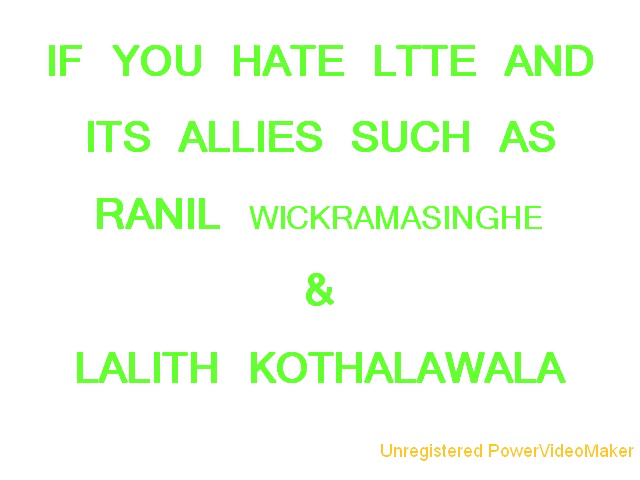 IF YOU HATE LTTE AND
ITS ALLIES SUCH AS
RANIL WICKRAMASINGHE
&
LALITH KOTHALAWALA
Unregistered PowerVideoMaker